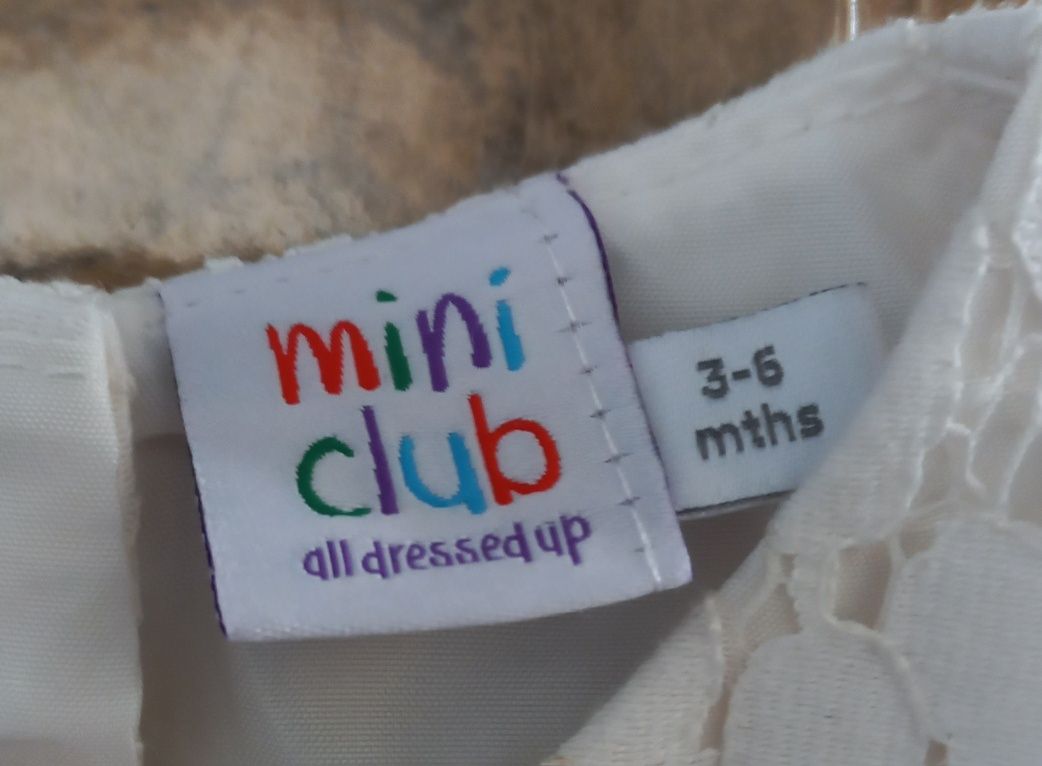 mini
club
all dressed up
3-6
mths